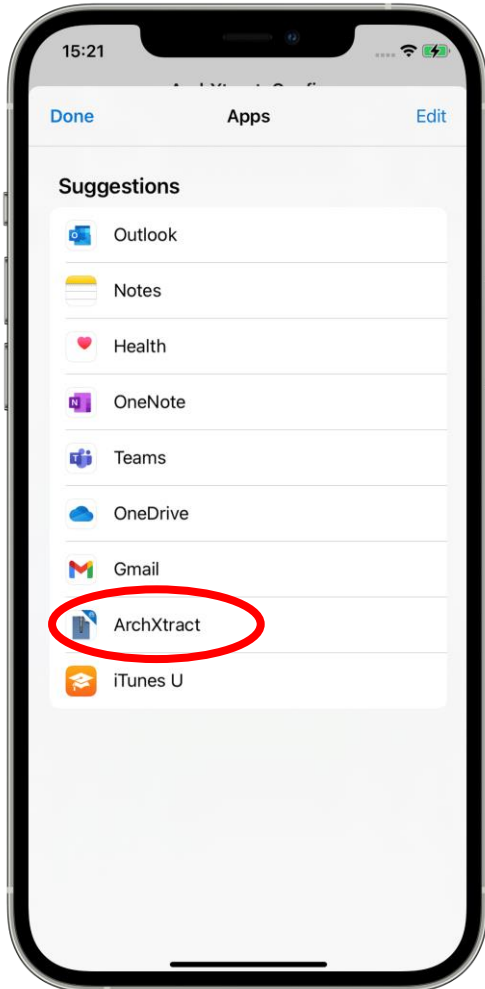 15:21
Done Apps Edit
Suggestions
Outlook
Notes
Health
OneNote
Teams
OneDrive
Gmail
ArchXtract
iTunes U